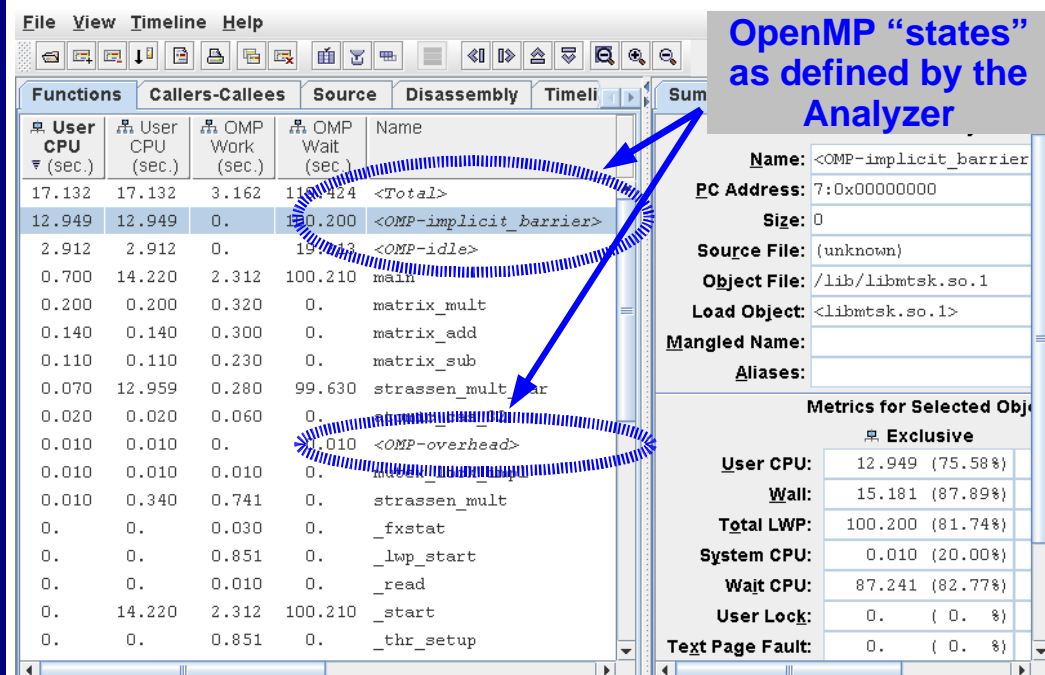 File View Timeline Help
OpenMP “states”
as defined by the
Analyzer
Functions Callers-Callees Source Disassembly Timeli
User CPU (sec.) User CPU (sec.) OMP Work (sec.) OMP Wait (sec.) Name
17.132 17.132 3.162 <Total>
12.949 12.949 0. 100.200 <OMP-implicit_barrier>
2.912 2.912 0. <OMP-idle>
0.700 14.220 2.312 100.210 main
0.200 0.200 0.320 0. matrix_mult
0.140 0.140 0.300 0. matrix_add
0.110 0.110 0.230 0. matrix_sub
0.070 12.959 0.280 99.630
0.020 0.020 0.060 0.
0.010 0.010 0. 0.010 <OMP-overhead>
0.010 0.010 0.010 0.
0.010 0.340 0.741 0. strassen_mult
0. 0. 0.030 0. _fxstat
0. 0. 0.851 0. _lwp_start
0. 0. 0.010 0. _read
0. 14.220 2.312 100.210 _start
0. 0. 0.851 0. _thr_setup
Sum
Name: <OMP-implicit_barrier
PC Address: 7:0x00000000
Size: 0
Source File: (unknown)
Object File: /lib/libmtsk.so.1
Load Object: <libmtsk.so.1>
Mangled Name:
Aliases:
Metrics for Selected Obj
Exclusive
User CPU: 12.949 (75.58%)
Wall: 15.181 (87.89%)
Total LWP: 100.200 (81.74%)
System CPU: 0.010 (20.00%)
Wait CPU: 87.241 (82.77%)
User Lock: 0. ( 0. %)
Text Page Fault: 0. ( 0. %)